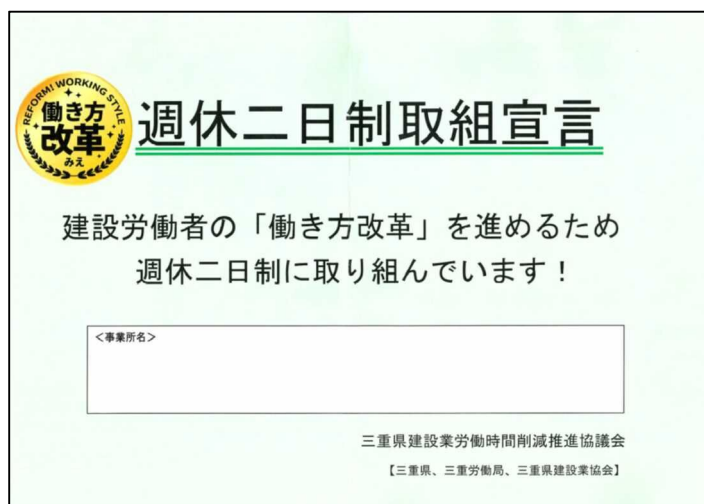 REFORM! WORKING STYLE
働き方
改革
みえ
週休二日制取組宣言
建設労働者の「働き方改革」を進めるため
週休二日制に取り組んでいます！
＜事業所名＞
三重県建設業労働時間削減推進協議会
【三重県、三重労働局、三重県建設業協会】